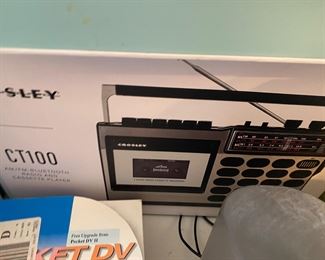 SLEY
CT100
AM/FM/BLUETOOTH
RADIO AND
CASSETTE PLAYER
CROSLEY
D
Free Upgrade from
Pocket DV II
KET DV